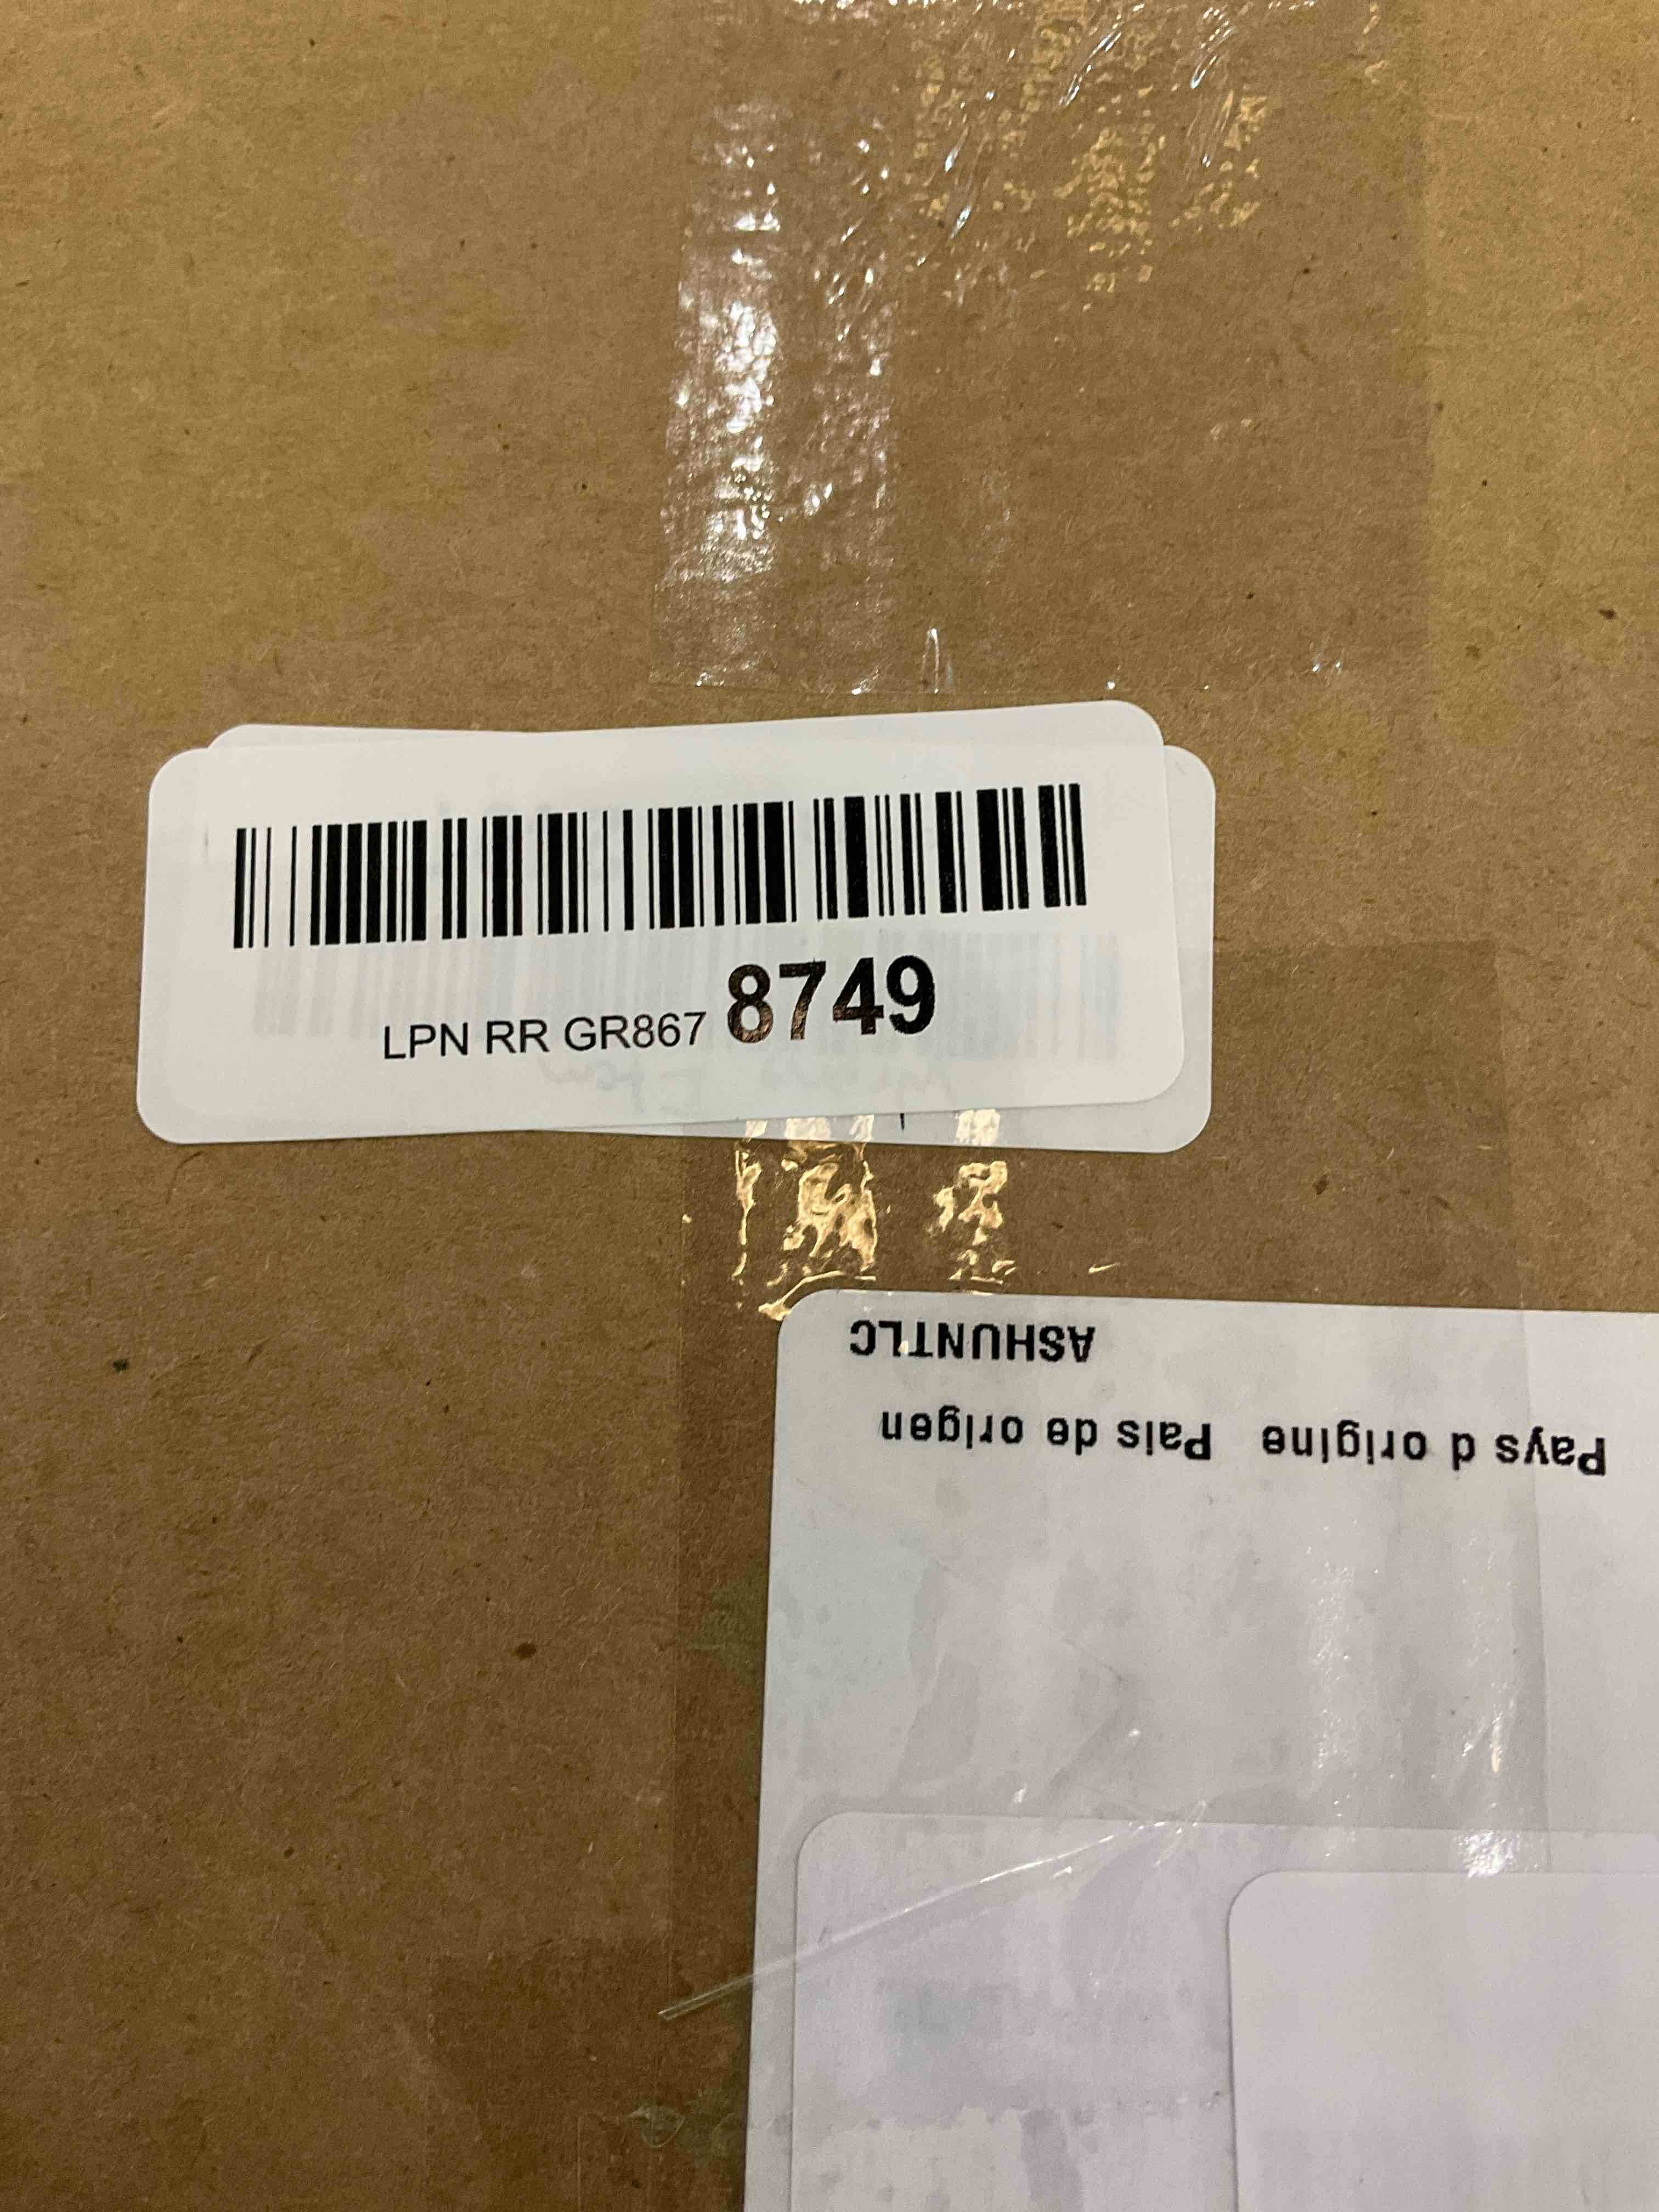 LPN RR GR867 8749
ASHUNTLC
Pays d origine Pais de origen